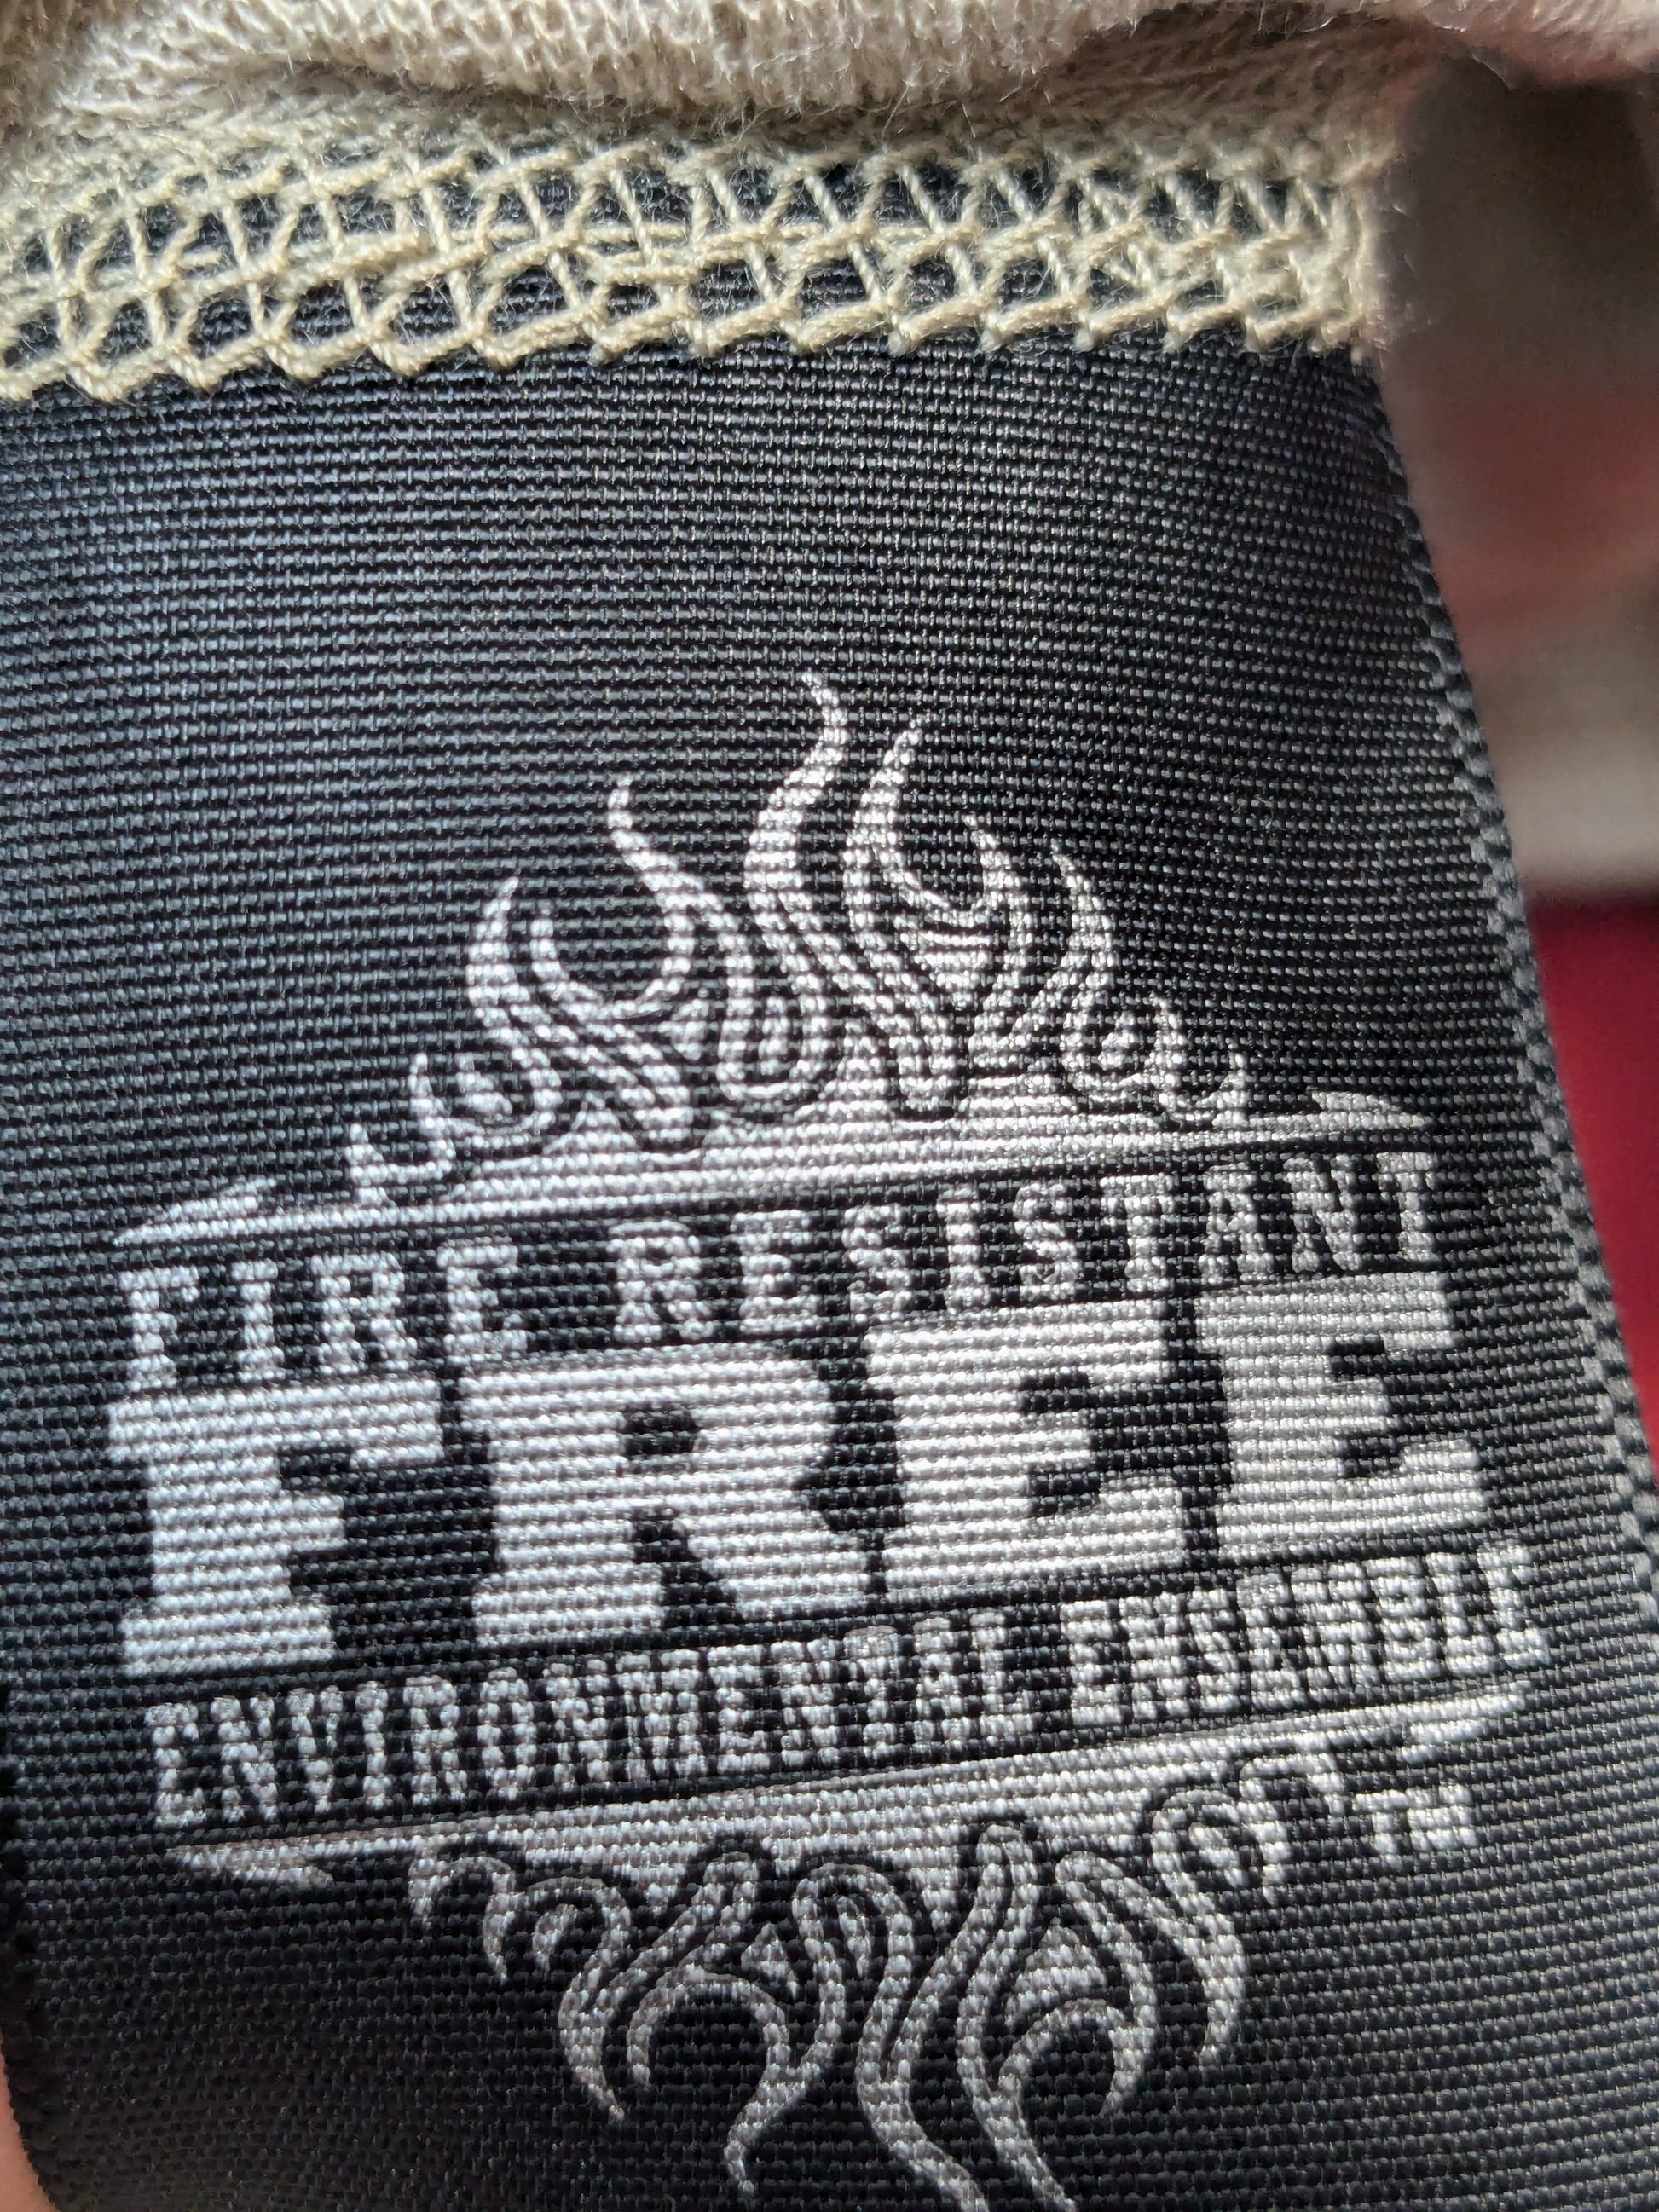 FIRE RESISTANT
FREE
ENVIRONMENTAL ENSEMBLE
TM